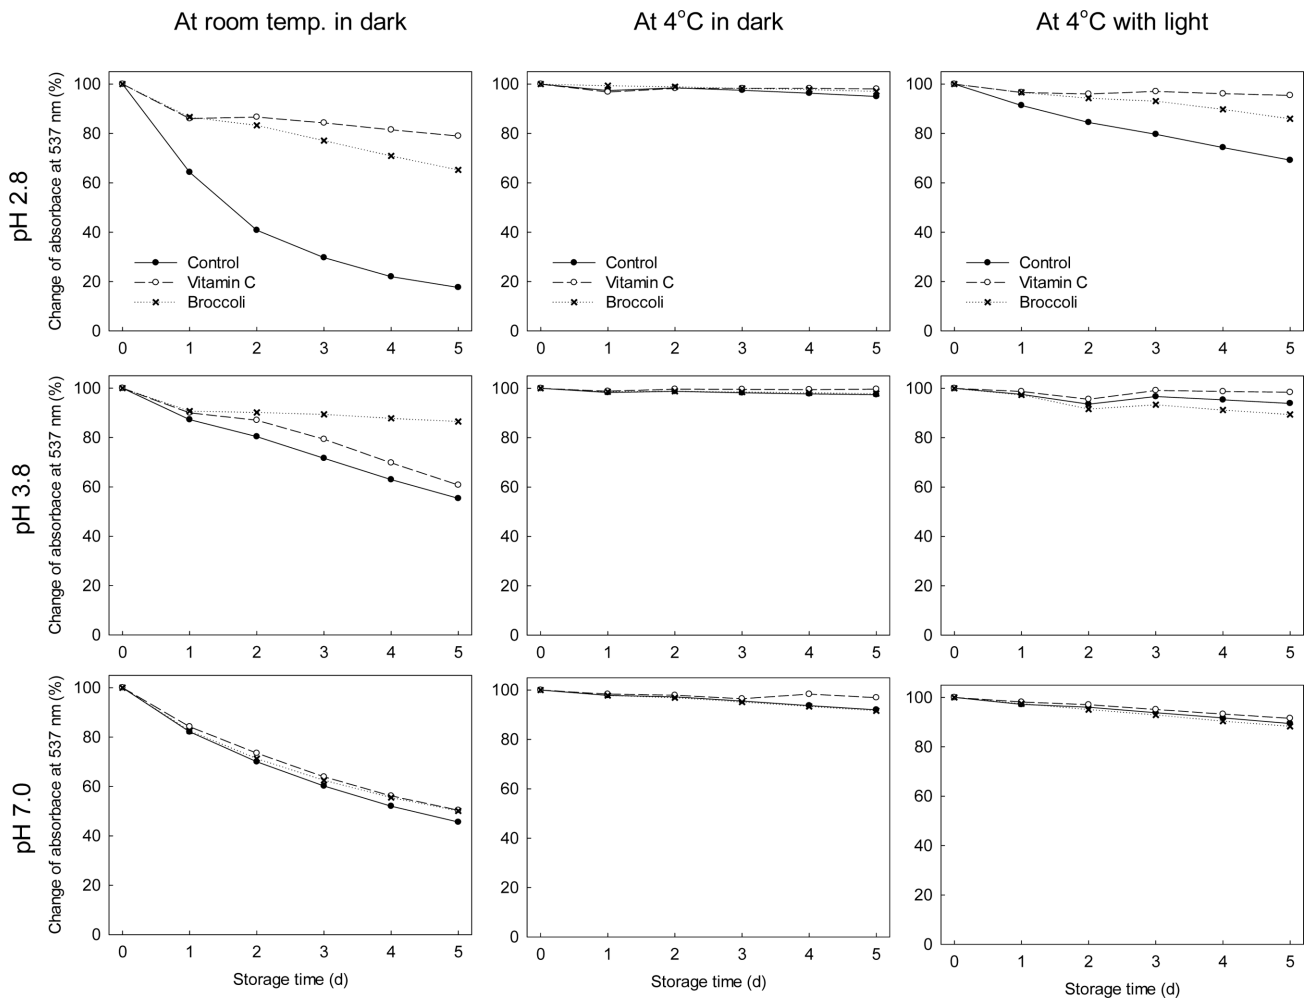 At room temp. in dark
At 4°C in dark
At 4°C with light
pH 2.8
Change of absorbace at 537 nm (%)
100
80
60
40
20
0
Control
Vitamin C
Broccoli
0 1 2 3 4 5
100
80
60
40
20
0
Control
Vitamin C
Broccoli
0 1 2 3 4 5
100
80
60
40
20
0
Control
Vitamin C
Broccoli
0 1 2 3 4 5
pH 3.8
Change of absorbace at 537 nm (%)
100
80
60
40
20
0
0 1 2 3 4 5
100
80
60
40
20
0
0 1 2 3 4 5
100
80
60
40
20
0
0 1 2 3 4 5
pH 7.0
Change of absorbace at 537 nm (%)
100
80
60
40
20
0
0 1 2 3 4 5
Storage time (d)
100
80
60
40
20
0
0 1 2 3 4 5
Storage time (d)
100
80
60
40
20
0
0 1 2 3 4 5
Storage time (d)